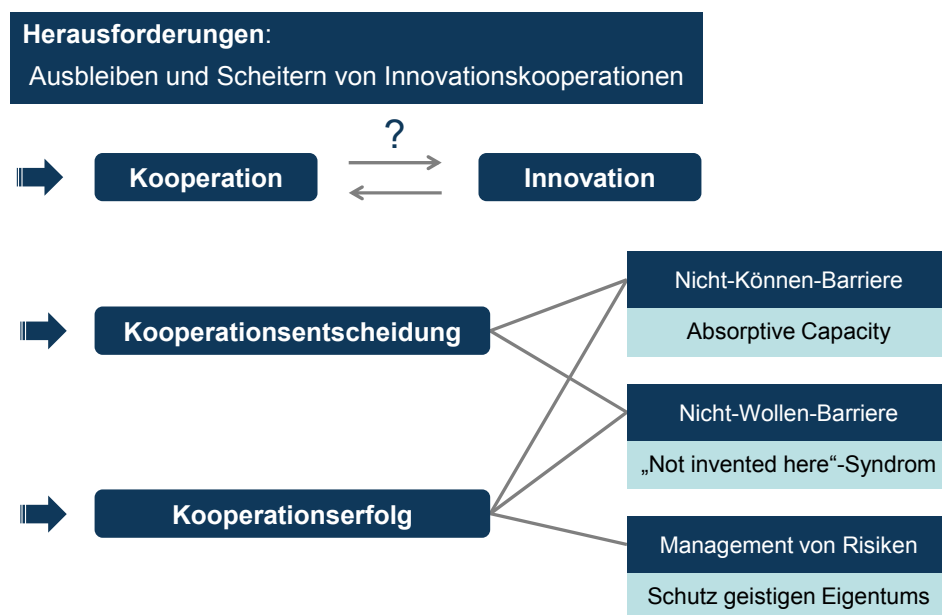 Herausforderungen:
Ausbleiben und Scheitern von Innovationskooperationen
?
Kooperation
Innovation
Kooperationsentscheidung
Kooperationserfolg
Nicht-Können-Barriere
Absorptive Capacity
Nicht-Wollen-Barriere
„Not invented here“-Syndrom
Management von Risiken
Schutz geistigen Eigentums